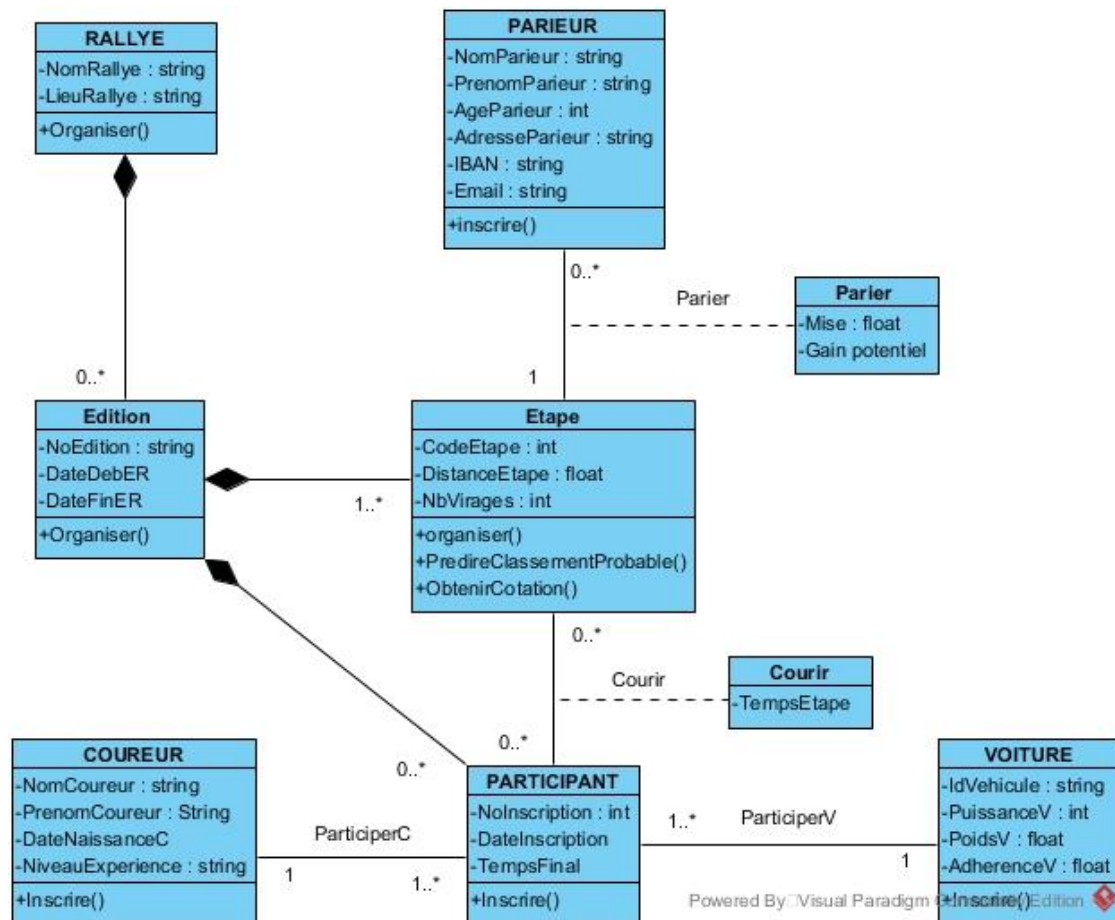 RALLYE
-NomRallye : string
-LieuRallye : string
+Organiser()
PARIEUR
-NomParieur : string
-PrenomParieur : string
-AgeParieur : int
-AdresseParieur : string
-IBAN : string
-Email : string
+inscrire()
0..*
Parier
Parier
-Mise : float
-Gain potentiel
0..*
1
Edition
-NoEdition : string
-DateDebER
-DateFinER
+Organiser()
1..*
Etape
-CodeEtape : int
-DistanceEtape : float
-NbVirages : int
+organiser()
+PredireClassementProbable()
+ObtenirCotation()
0..*
Courir
Courir
-TempsEtape
0..*
0..*
COUREUR
-NomCoureur : string
-PrenomCoureur : String
-DateNaissanceC
-NiveauExperience : string
+Inscrire()
ParticiperC
1
1..*
PARTICIPANT
-NoInscription : int
-DateInscription
-TempsFinal
+Inscrire()
1..*
ParticiperV
1
VOITURE
-IdVehicule : string
-PuissanceV : int
-PoidsV : float
-AdherenceV : float
+Inscrire()
Powered By Visual Paradigm Community Edition